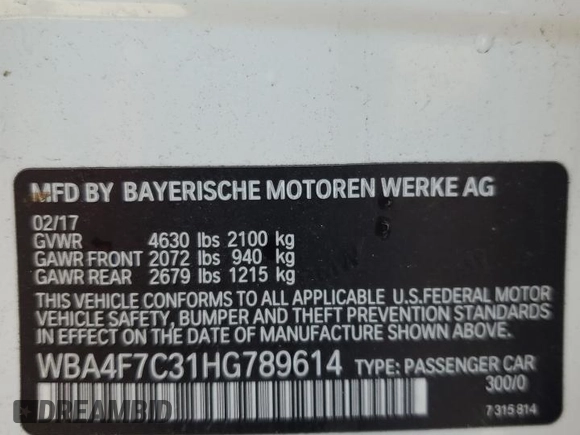 MFD BY BAYERISCHE MOTOREN WERKE AG
02/17
GVWR 4630 lbs 2100 kg
GAWR FRONT 2072 lbs 940 kg
GAWR REAR 2679 lbs 1215 kg
THIS VEHICLE CONFORMS TO ALL APPLICABLE U.S.FEDERAL MOTOR
VEHICLE SAFETY, BUMPER AND THEFT PREVENTION STANDARDS
IN EFFECT ON THE DATE OF MANUFACTURE SHOWN ABOVE.
WBA4F7C31HG789614 TYPE: PASSENGER CAR
300/0
7 315 814
DREAMBID